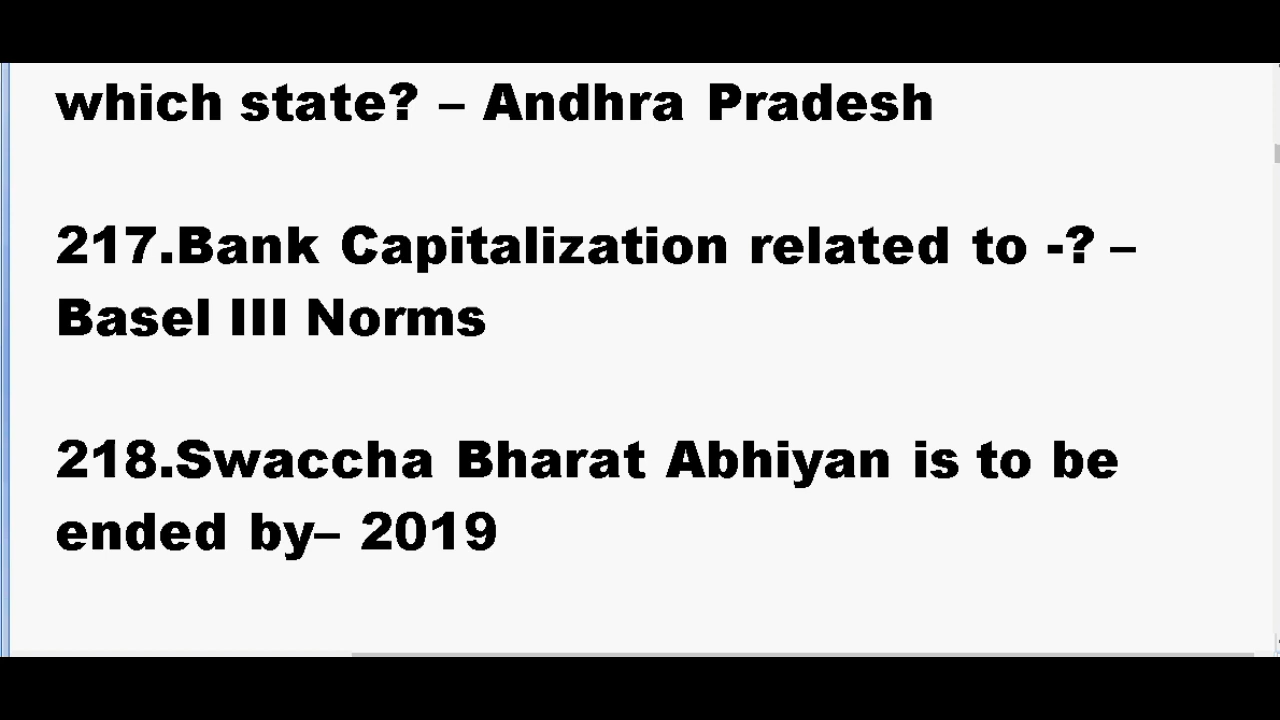 which state? – Andhra Pradesh
217.Bank Capitalization related to -? –
Basel III Norms
218.Swaccha Bharat Abhiyan is to be
ended by– 2019